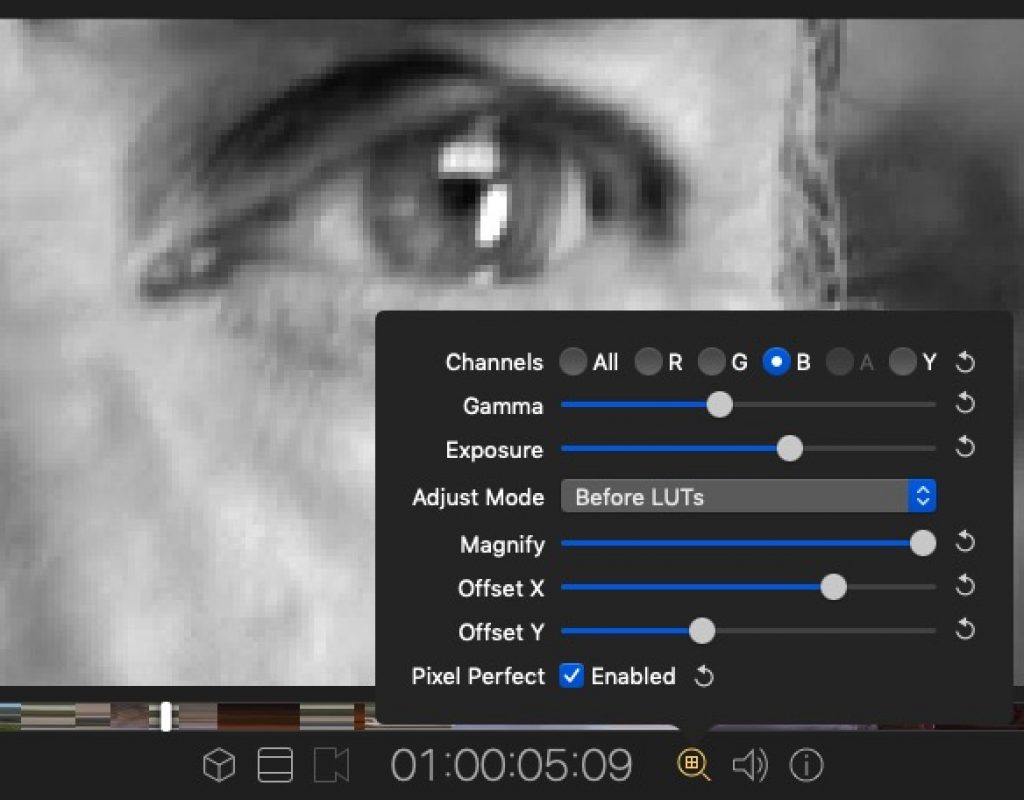 Channels All R G B A Y
Gamma
Exposure
Adjust Mode Before LUTs
Magnify
Offset X
Offset Y
Pixel Perfect Enabled
01:00:05:09